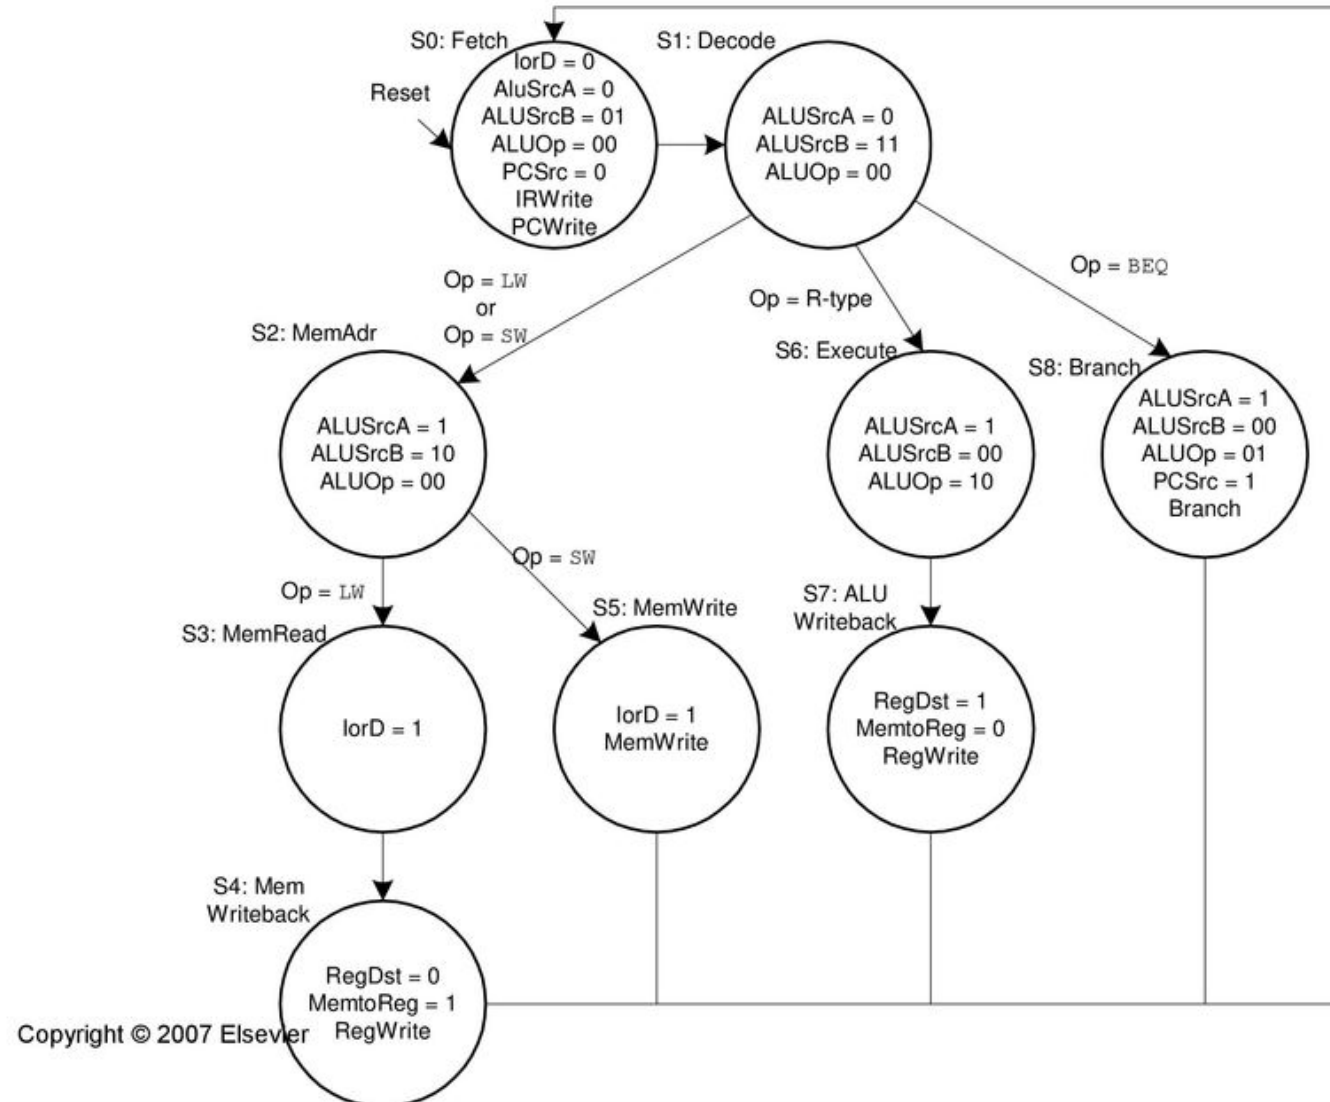 S0: Fetch
S1: Decode
Reset
IorD = 0
AluSrcA = 0
ALUSrcB = 01
ALUOp = 00
PCSrc = 0
IRWrite
PCWrite
ALUSrcA = 0
ALUSrcB = 11
ALUOp = 00
Op = LW
or
Op = SW
Op = R-type
Op = BEQ
S2: MemAdr
S6: Execute
S8: Branch
ALUSrcA = 1
ALUSrcB = 10
ALUOp = 00
ALUSrcA = 1
ALUSrcB = 00
ALUOp = 10
ALUSrcA = 1
ALUSrcB = 00
ALUOp = 01
PCSrc = 1
Branch
Op = LW
Op = SW
S3: MemRead
S5: MemWrite
S7: ALU
Writeback
IorD = 1
IorD = 1
MemWrite
RegDst = 1
MemtoReg = 0
RegWrite
S4: Mem
Writeback
RegDst = 0
MemtoReg = 1
RegWrite
Copyright © 2007 Elsevier